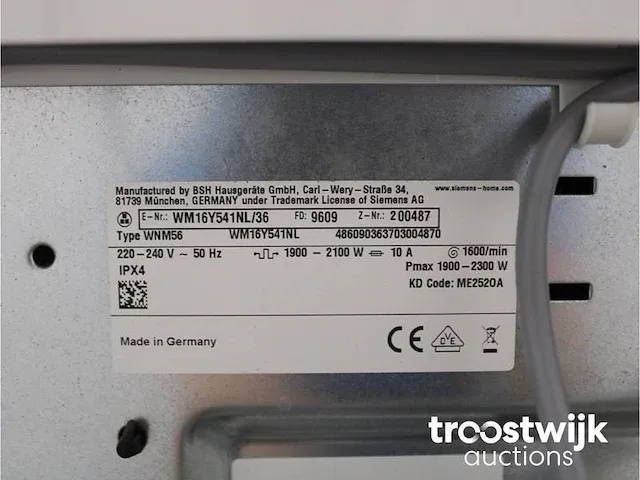 Manufactured by BSH Hausgeräte GmbH, Carl-Wery-Straße 34,
www.siemens-home.com
81739 München, GERMANY under Trademark License of Siemens AG
E-Nr.: WM16Y541NL/36 FD: 9609 Z-Nr.: 200487
Type WNM56 WM16Y541NL 486090363703004870
220-240 V ~ 50 Hz 1900 - 2100 W 10 A 1600/min
IPX4 Pmax 1900-2300 W
KD Code: ME252OA
Made in Germany CE VDE
troostwijk
auctions